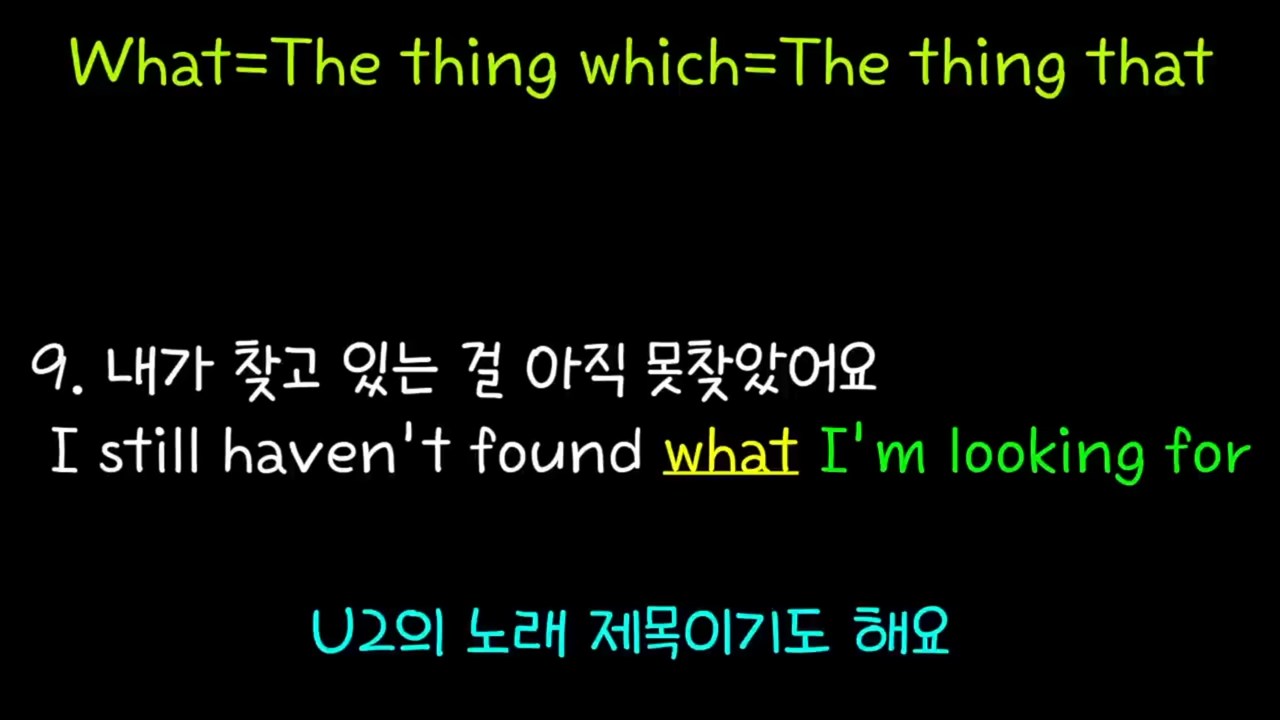 What=The thing which=The thing that
9. 내가 찾고 있는 걸 아직 못찾았어요
I still haven't found what I'm looking for
U2의 노래 제목이기도 해요